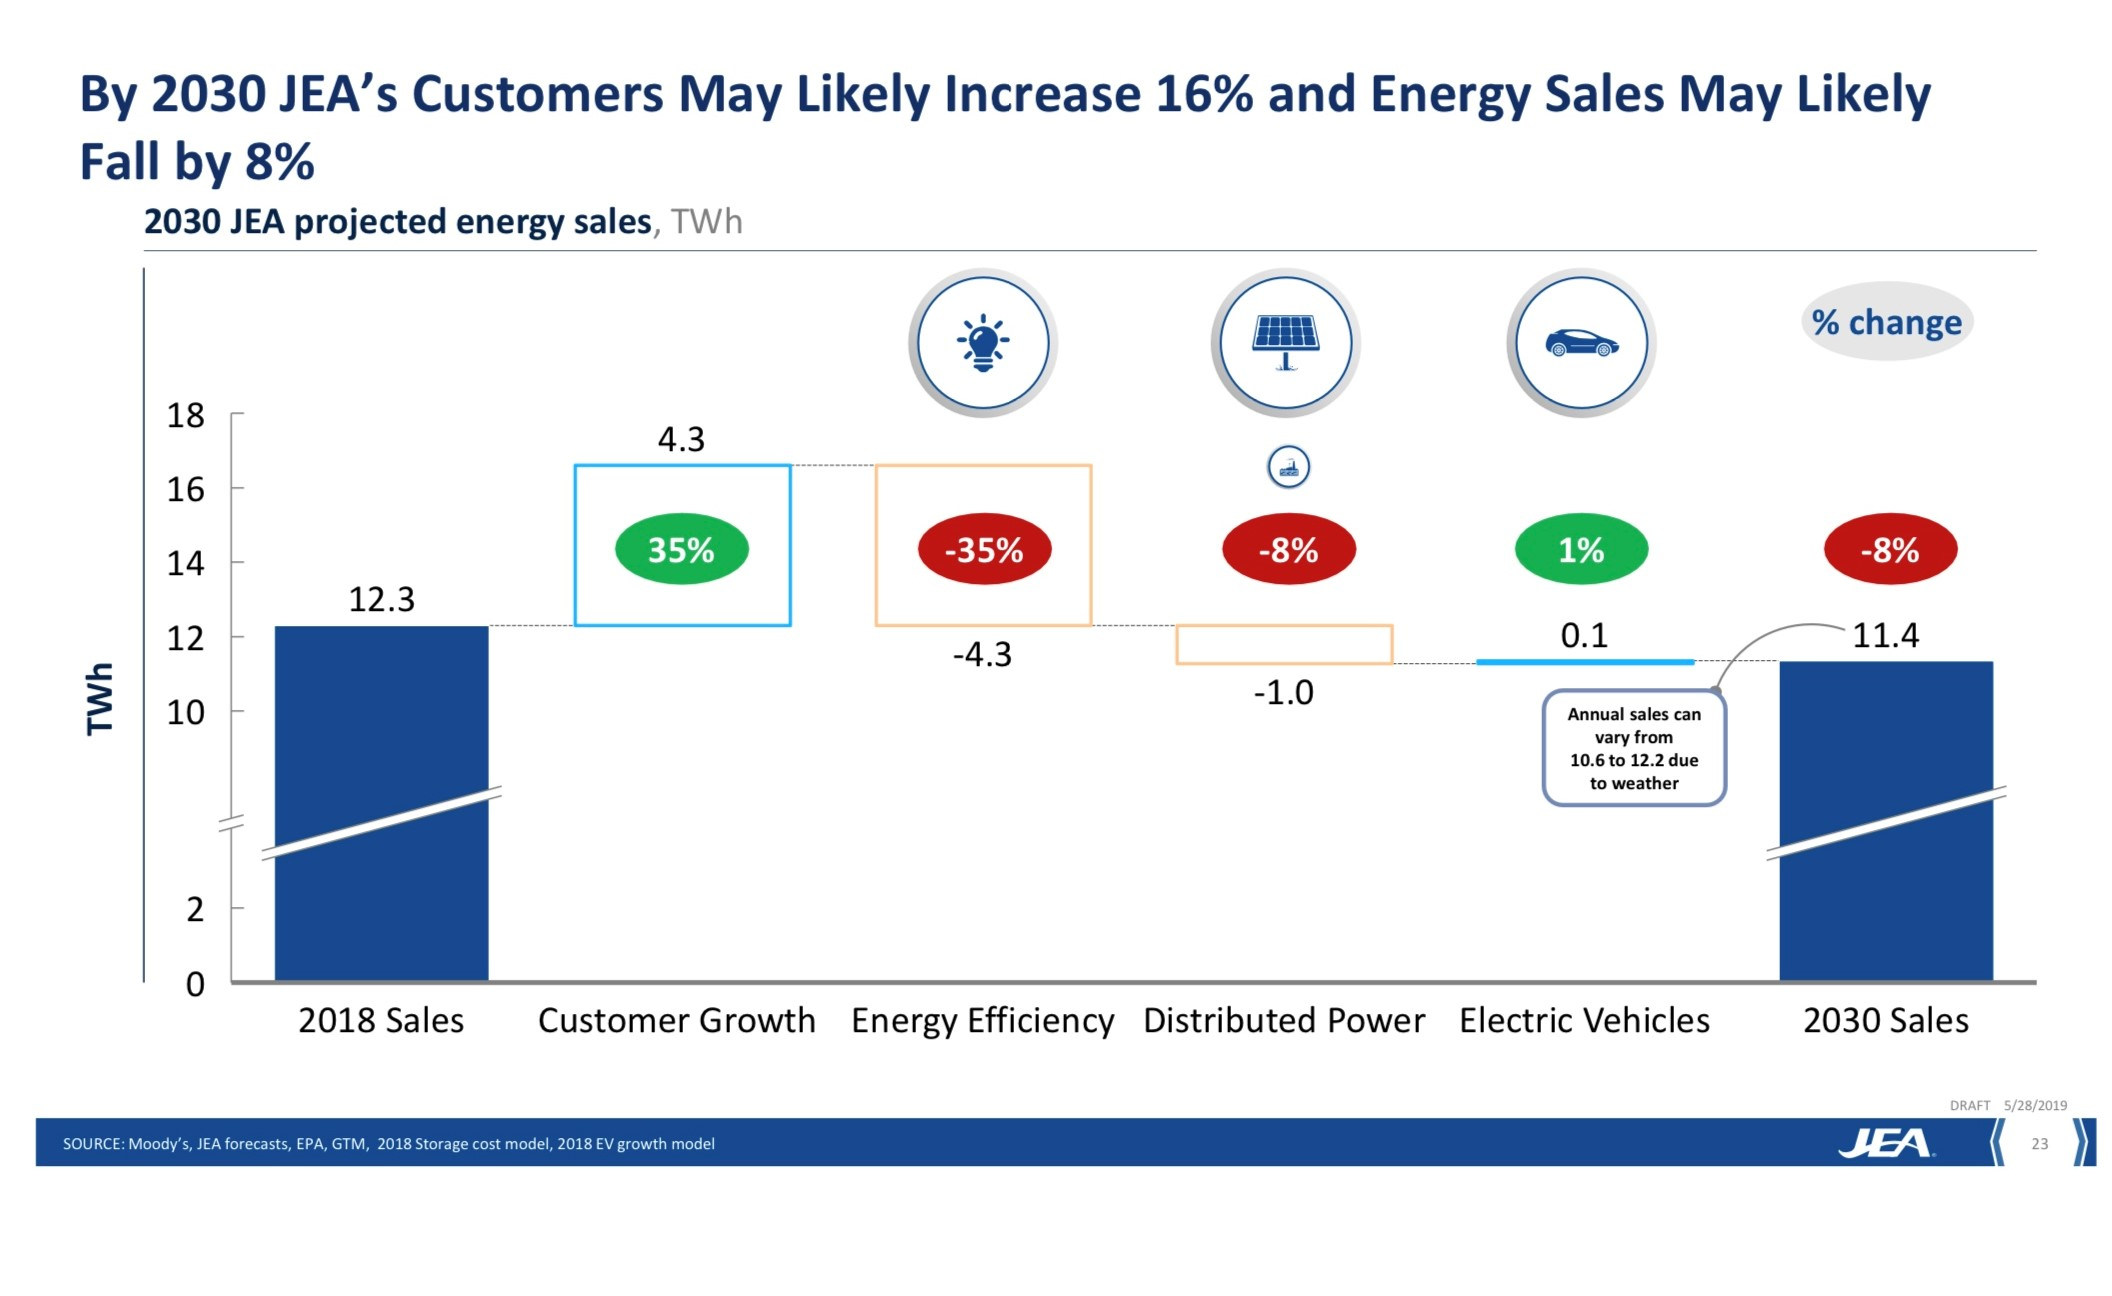 By 2030 JEA’s Customers May Likely Increase 16% and Energy Sales May Likely
Fall by 8%
2030 JEA projected energy sales, TWh
% change
18
16
14
12
10
2
0
TWh
12.3
4.3
35%
-35%
-4.3
-8%
-1.0
1%
0.1
-8%
11.4
Annual sales can
vary from
10.6 to 12.2 due
to weather
2018 Sales
Customer Growth
Energy Efficiency
Distributed Power
Electric Vehicles
2030 Sales
DRAFT 5/28/2019
SOURCE: Moody’s, JEA forecasts, EPA, GTM, 2018 Storage cost model, 2018 EV growth model
JEA
23